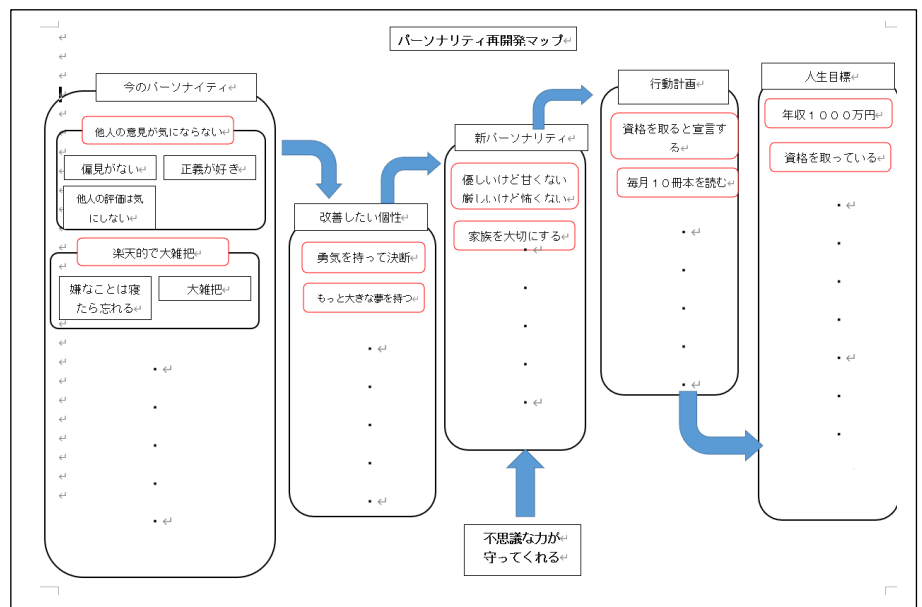 パーソナリティ再開発マップ
今のパーソナイティ
他人の意見が気にならない
偏見がない
正義が好き
他人の評価は気
にしない
楽天的で大雑把
嫌なことは寝
たら忘れる
大雑把
改善したい個性
勇気を持って決断
もっと大きな夢を持つ
新パーソナリティ
優しいけど甘くない
厳しいけど怖くない
家族を大切にする
不思議な力が
守ってくれる
行動計画
資格を取ると宣言す
る
毎月１０冊本を読む
人生目標
年収１０００万円
資格を取っている